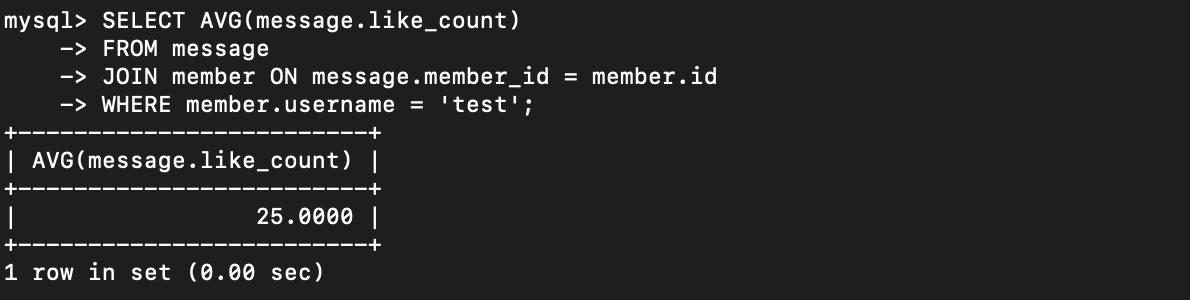 mysql> SELECT AVG(message.like_count)
    -> FROM message
    -> JOIN member ON message.member_id = member.id
    -> WHERE member.username = 'test';
+-------------------------+
| AVG(message.like_count) |
+-------------------------+
|                 25.0000 |
+-------------------------+
1 row in set (0.00 sec)